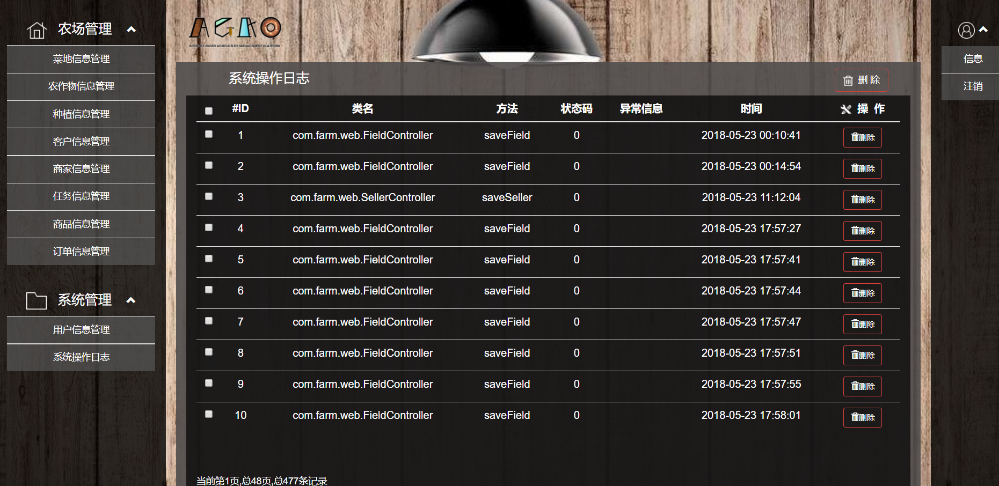 农场管理
菜地信息管理
农作物信息管理
种植信息管理
客户信息管理
商家信息管理
任务信息管理
商品信息管理
订单信息管理
系统管理
用户信息管理
系统操作日志
AGAO
INTERNET-BASED AGRICULTURE MANAGEMENT PLATFORM
系统操作日志
删 除
#ID 类名 方法 状态码 异常信息 时间 操 作
1 com.farm.web.FieldController saveField 0 2018-05-23 00:10:41 删除
2 com.farm.web.FieldController saveField 0 2018-05-23 00:14:54 删除
3 com.farm.web.SellerController saveSeller 0 2018-05-23 11:12:04 删除
4 com.farm.web.FieldController saveField 0 2018-05-23 17:57:27 删除
5 com.farm.web.FieldController saveField 0 2018-05-23 17:57:41 删除
6 com.farm.web.FieldController saveField 0 2018-05-23 17:57:44 删除
7 com.farm.web.FieldController saveField 0 2018-05-23 17:57:47 删除
8 com.farm.web.FieldController saveField 0 2018-05-23 17:57:51 删除
9 com.farm.web.FieldController saveField 0 2018-05-23 17:57:55 删除
10 com.farm.web.FieldController saveField 0 2018-05-23 17:58:01 删除
当前第1页,总48页,总477条记录
信息
注销